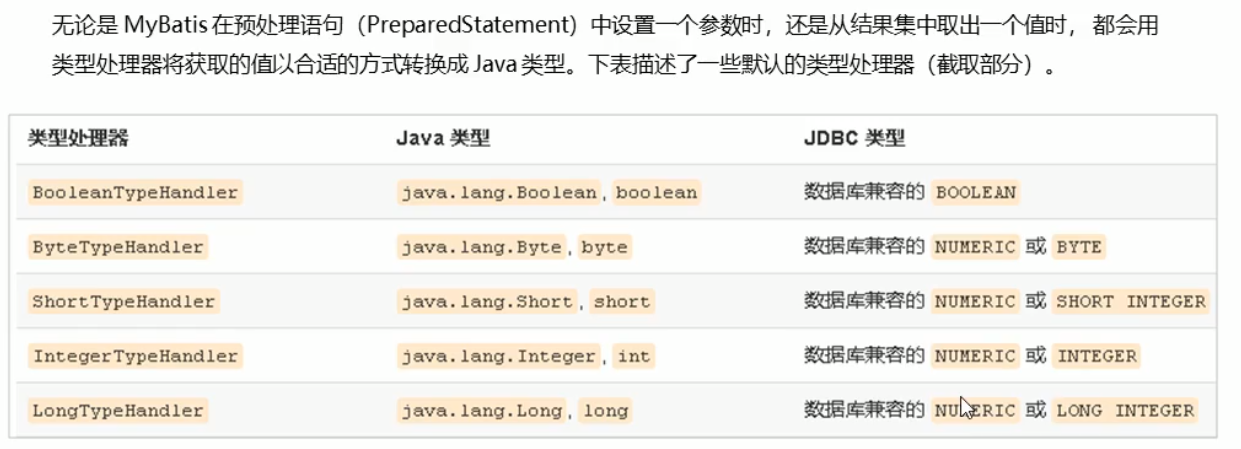 无论是 MyBatis 在预处理语句（PreparedStatement）中设置一个参数时，还是从结果集中取出一个值时， 都会用
类型处理器将获取的值以合适的方式转换成 Java 类型。下表描述了一些默认的类型处理器（截取部分）。
类型处理器 Java 类型 JDBC 类型
BooleanTypeHandler java.lang.Boolean, boolean 数据库兼容的 BOOLEAN
ByteTypeHandler java.lang.Byte, byte 数据库兼容的 NUMERIC 或 BYTE
ShortTypeHandler java.lang.Short, short 数据库兼容的 NUMERIC 或 SHORT INTEGER
IntegerTypeHandler java.lang.Integer, int 数据库兼容的 NUMERIC 或 INTEGER
LongTypeHandler java.lang.Long, long 数据库兼容的 NUMERIC 或 LONG INTEGER